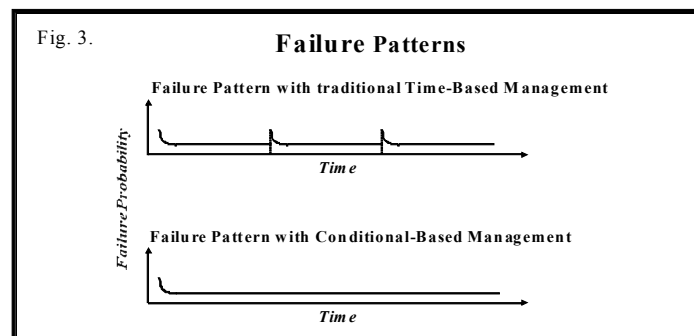 Fig. 3.
Failure Patterns
Failure Pattern with traditional Time-Based Management
Failure Probability
Time
Failure Pattern with Conditional-Based Management
Time